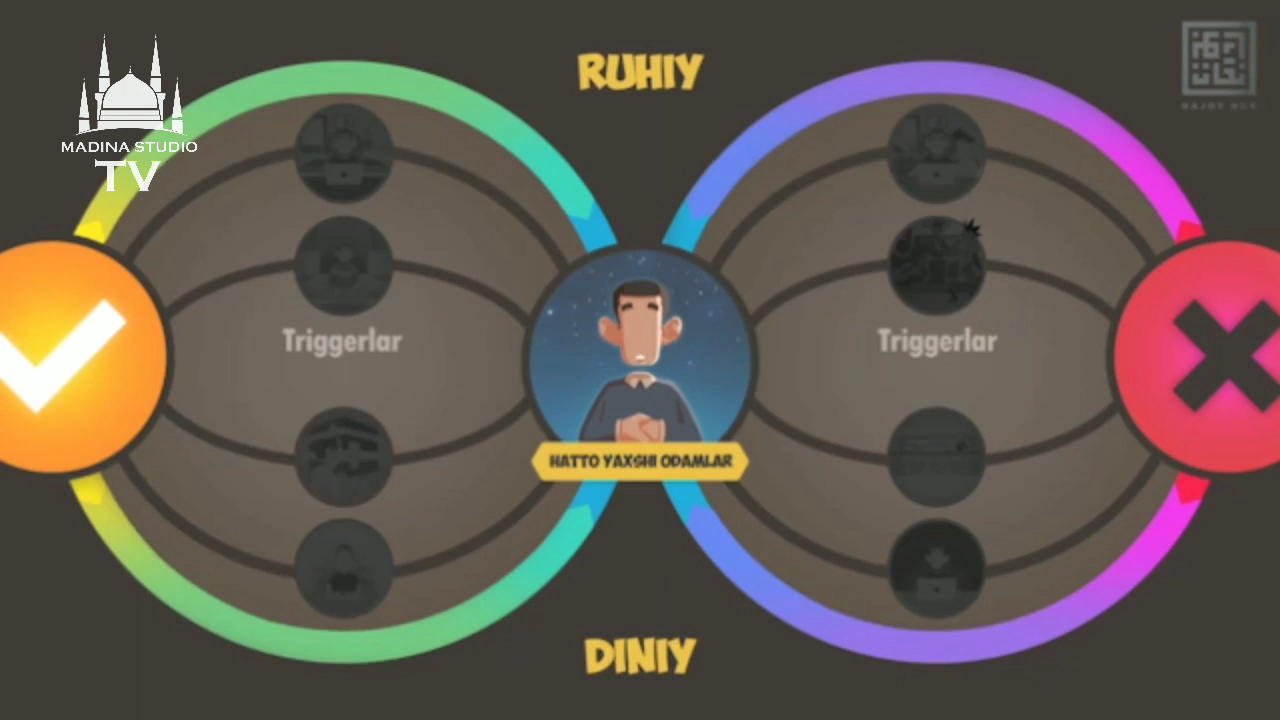 RUHIY
MADINA STUDIO
TV
Triggerlar
Triggerlar
HATTO YAXSHI ODAMLAR
DINIY